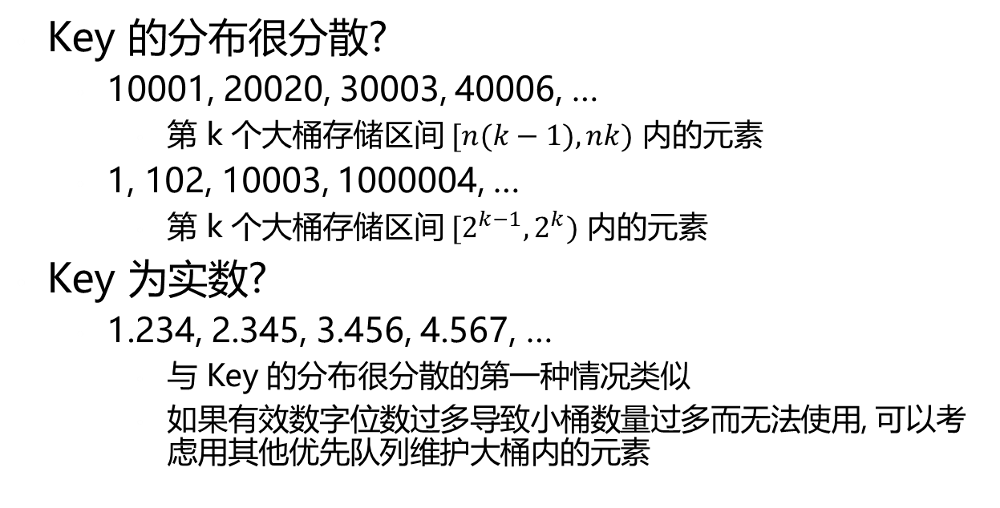 Key 的分布很分散?
10001, 20020, 30003, 40006, …
第 k 个大桶存储区间 [n(k − 1), nk) 内的元素
1, 102, 10003, 1000004, …
第 k 个大桶存储区间 [2^{k−1}, 2^k) 内的元素
Key 为实数?
1.234, 2.345, 3.456, 4.567, …
与 Key 的分布很分散的第一种情况类似
如果有效数字位数过多导致小桶数量过多而无法使用, 可以考
虑用其他优先队列维护大桶内的元素